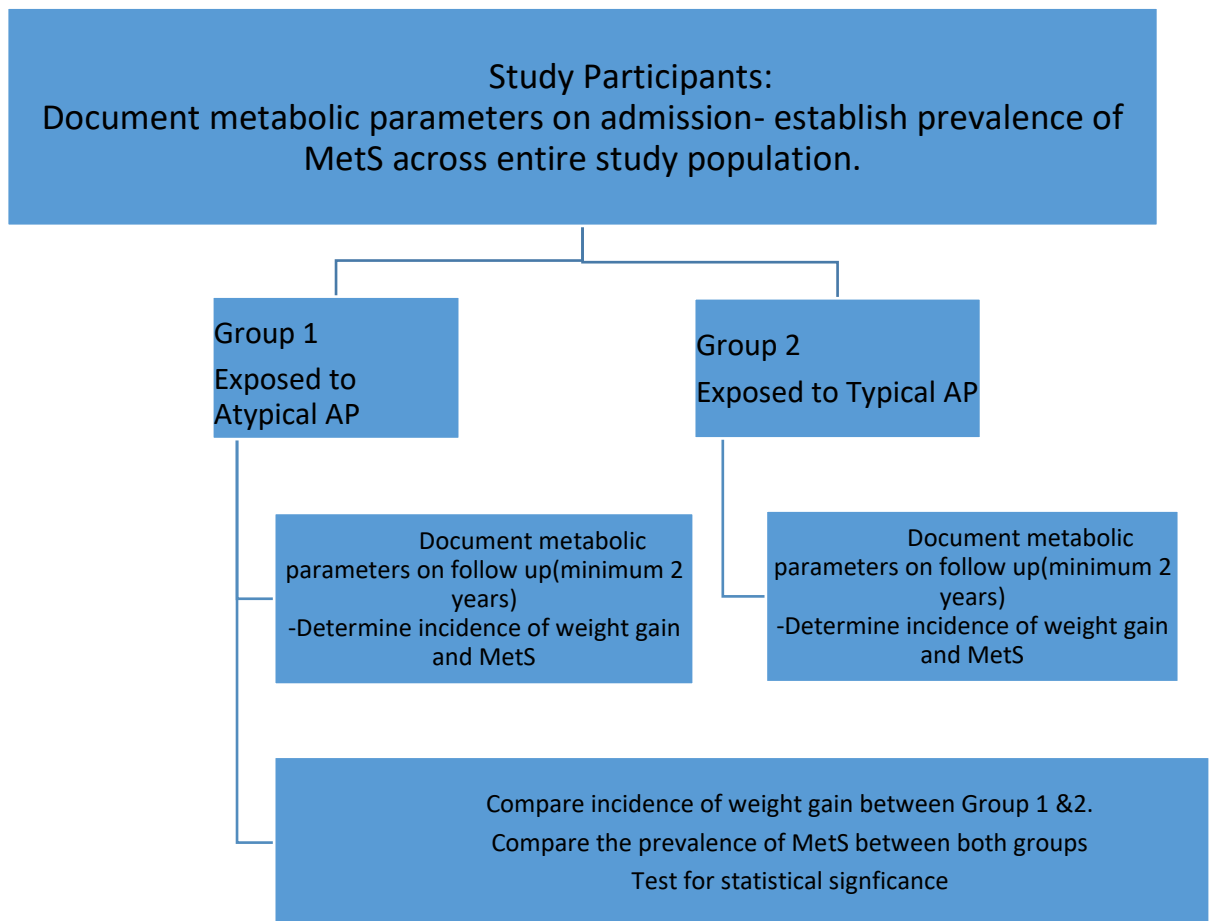 Study Participants:
Document metabolic parameters on admission- establish prevalence of
MetS across entire study population.
Group 1
Exposed to
Atypical AP
Group 2
Exposed to Typical AP
Document metabolic
parameters on follow up(minimum 2
years)
-Determine incidence of weight gain
and MetS
Document metabolic
parameters on follow up(minimum 2
years)
-Determine incidence of weight gain
and MetS
Compare incidence of weight gain between Group 1 &2.
Compare the prevalence of MetS between both groups
Test for statistical signficance